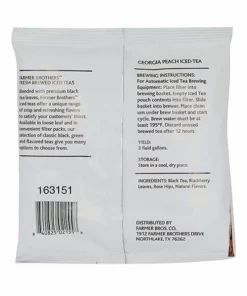 FARMER BROTHERS™
FRESH BREWED ICED TEAS
Blended with premium black
teas, Farmer Brothers™
iced teas offer a unique range
of crisp and refreshing flavors
to satisfy your customers' thirst.
Available in loose leaf and in
convenient filter packs, our
selection of classic black, green
and flavored teas give you many
options to choose from.
163151
GEORGIA PEACH ICED TEA
BREWING INSTRUCTIONS:
For Automatic Iced Tea Brewing
Equipment: Place filter into
brewing basket. Empty Iced Tea
pouch contents into filter. Slide
basket into brewer. Place clean
urn under basket and start
cycle. Brew water must be at
least 195°F. Discard unused
brewed tea after 12 hours
YIELD:
3 fluid gallons.
STORAGE:
Store in a cool, dry place.
INGREDIENTS: Black Tea, Blackberry
Leaves, Rose Hips, Natural Flavors.
DISTRIBUTED BY
FARMER BROS. CO.
1912 FARMER BROTHERS DRIVE
NORTHLAKE, TX 76262